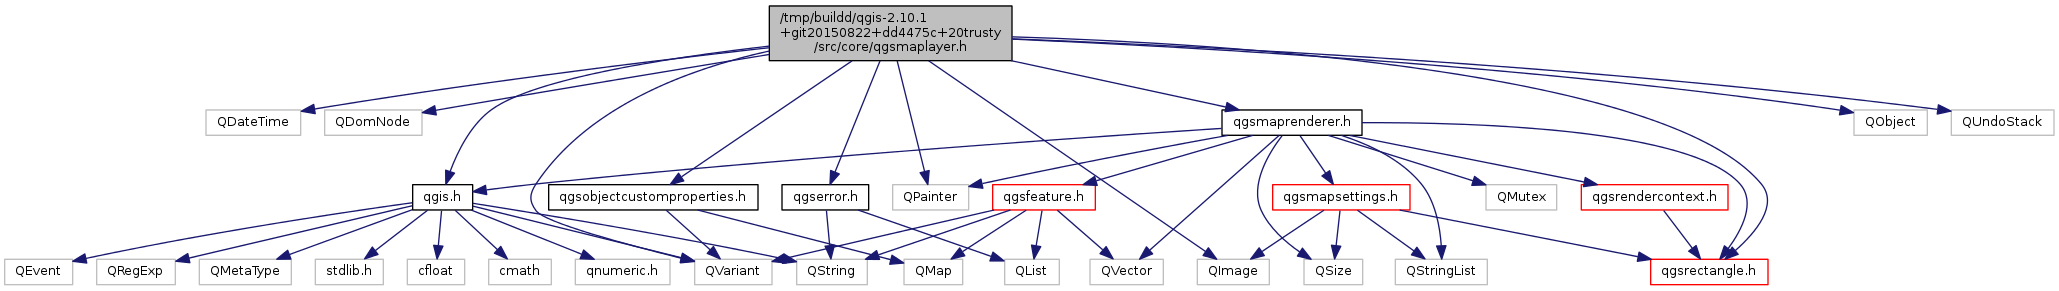 /tmp/buildd/qgis-2.10.1
+git20150822+dd4475c+20trusty
/src/core/qgsmaplayer.h
QDateTime
QDomNode
qgsmaprenderer.h
QObject
QUndoStack
qgis.h
qgsobjectcustomproperties.h
qgserror.h
QPainter
qgsfeature.h
qgsmapsettings.h
QMutex
qgsrendercontext.h
QEvent
QRegExp
QMetaType
stdlib.h
cfloat
cmath
qnumeric.h
QVariant
QString
QMap
QList
QVector
QImage
QSize
QStringList
qgsrectangle.h